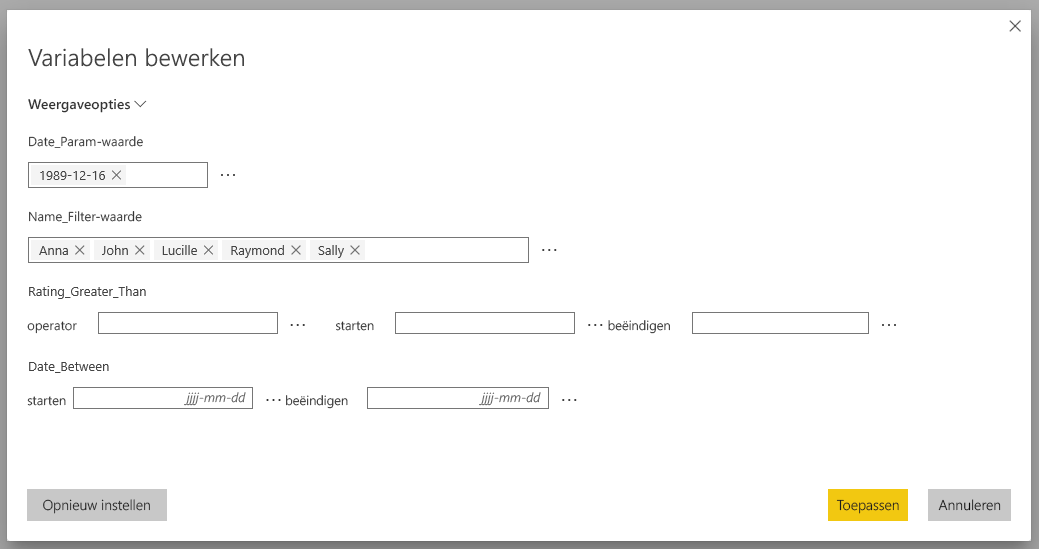 Variabelen bewerken
Weergaveopties
Date_Param-waarde
1989-12-16
Name_Filter-waarde
Anna John Lucille Raymond Sally
Rating_Greater_Than
operator starten beëindigen
Date_Between
starten jjjj-mm-dd beëindigen jjjj-mm-dd
Opnieuw instellen Toepassen Annuleren